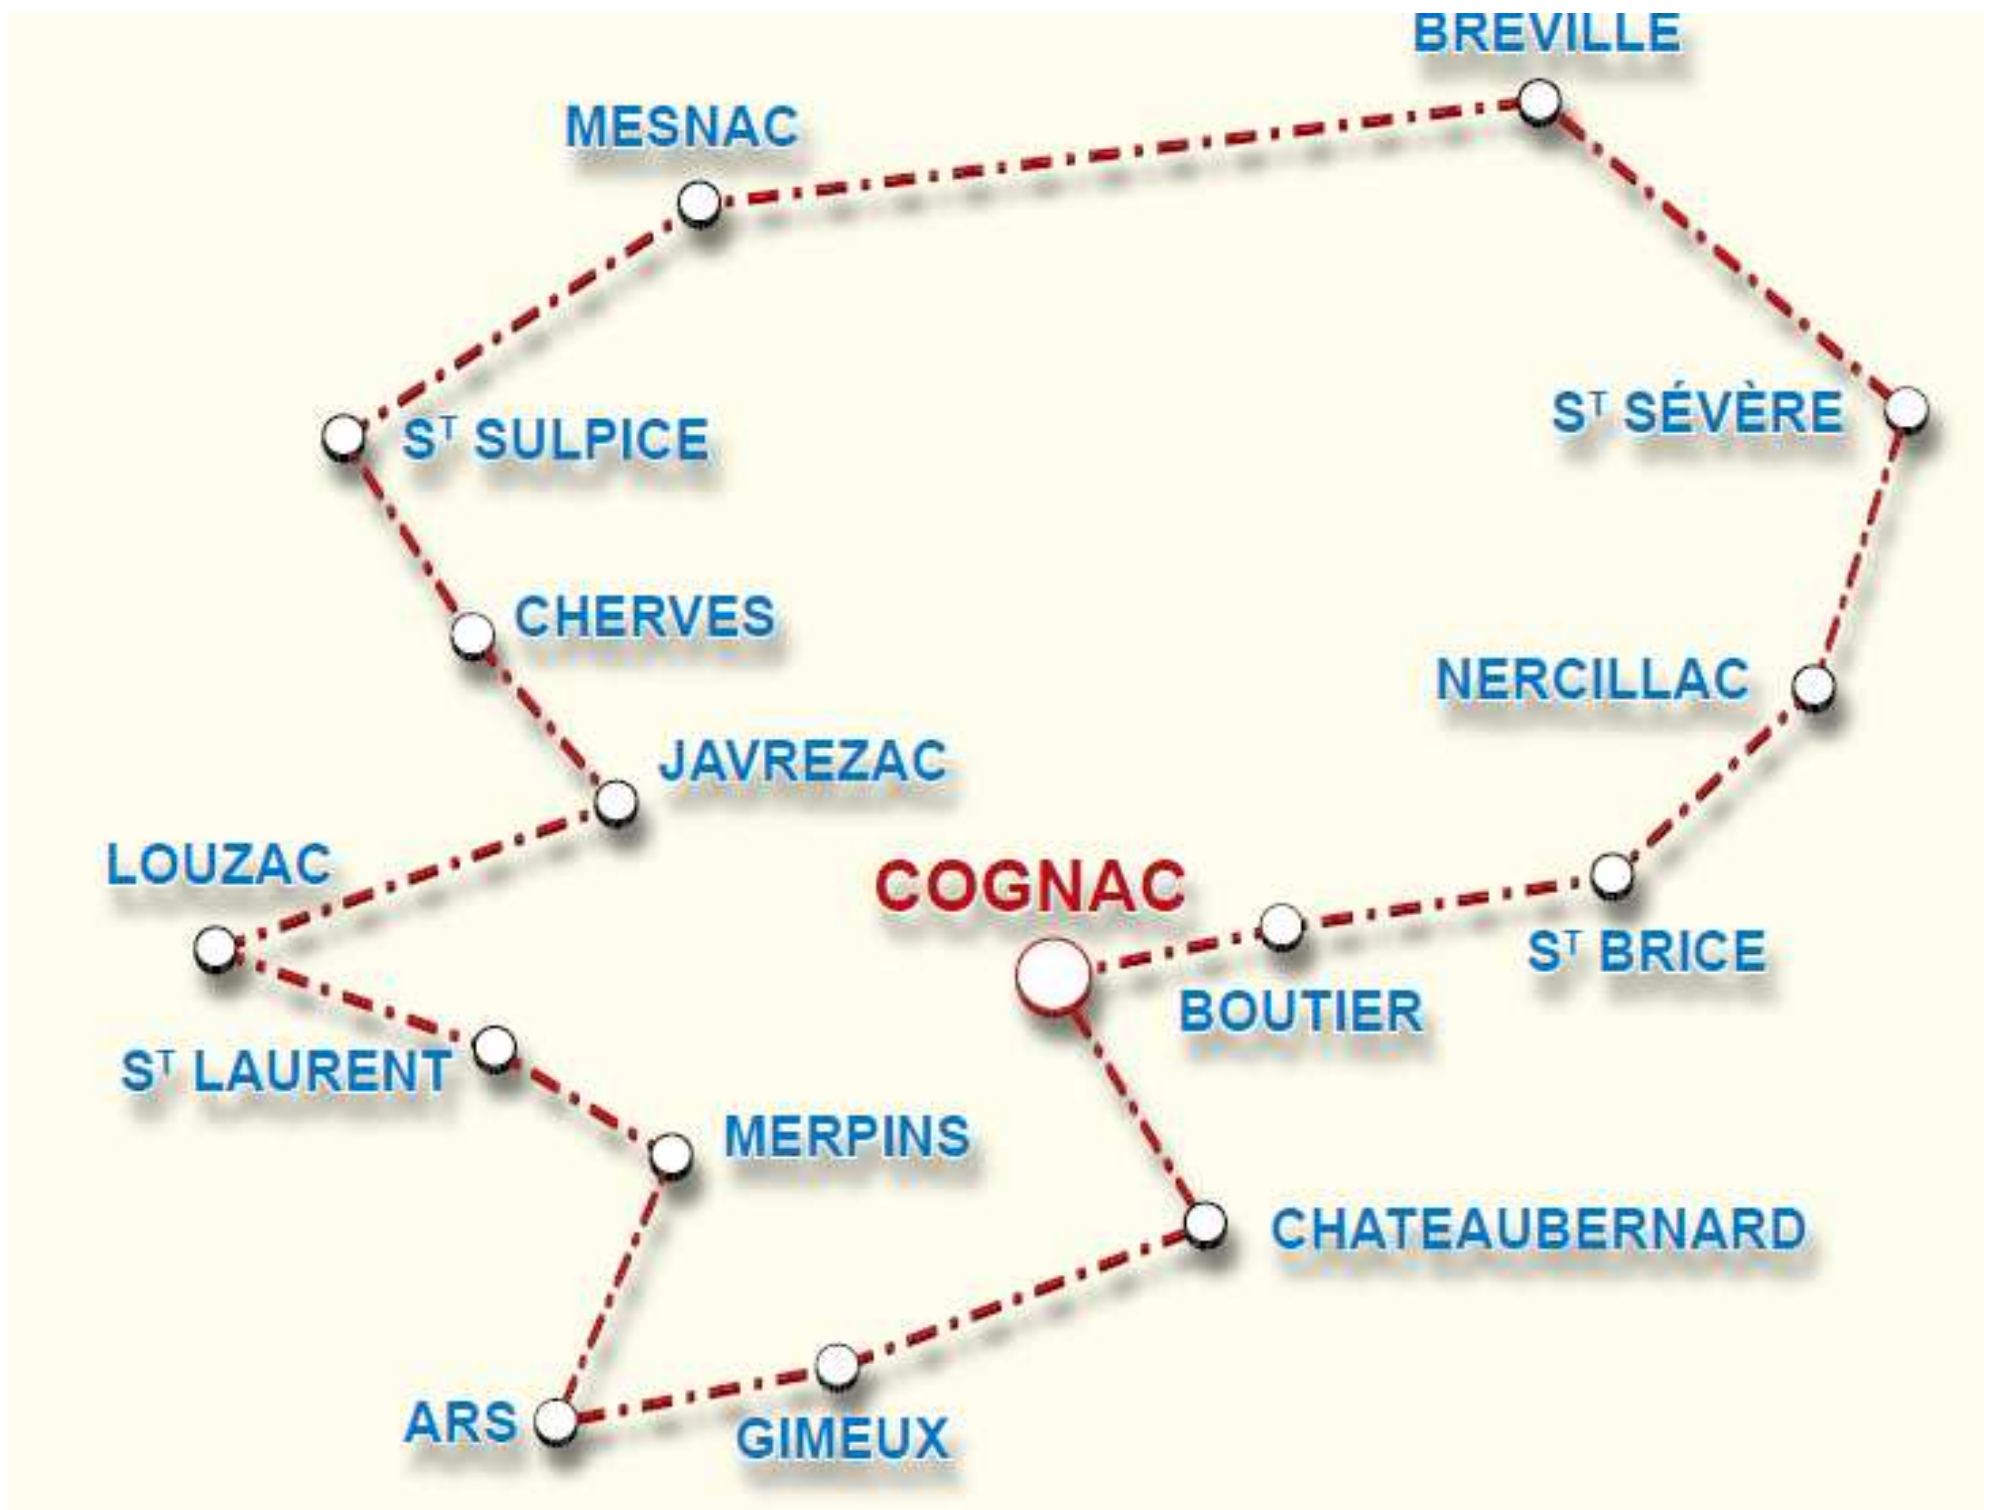 BREVILLE
MESNAC
Sᵀ SÉVÈRE
Sᵀ SULPICE
CHERVES
NERCILLAC
JAVREZAC
LOUZAC
COGNAC
Sᵀ BRICE
BOUTIER
Sᵀ LAURENT
MERPINS
CHATEAUBERNARD
ARS
GIMEUX